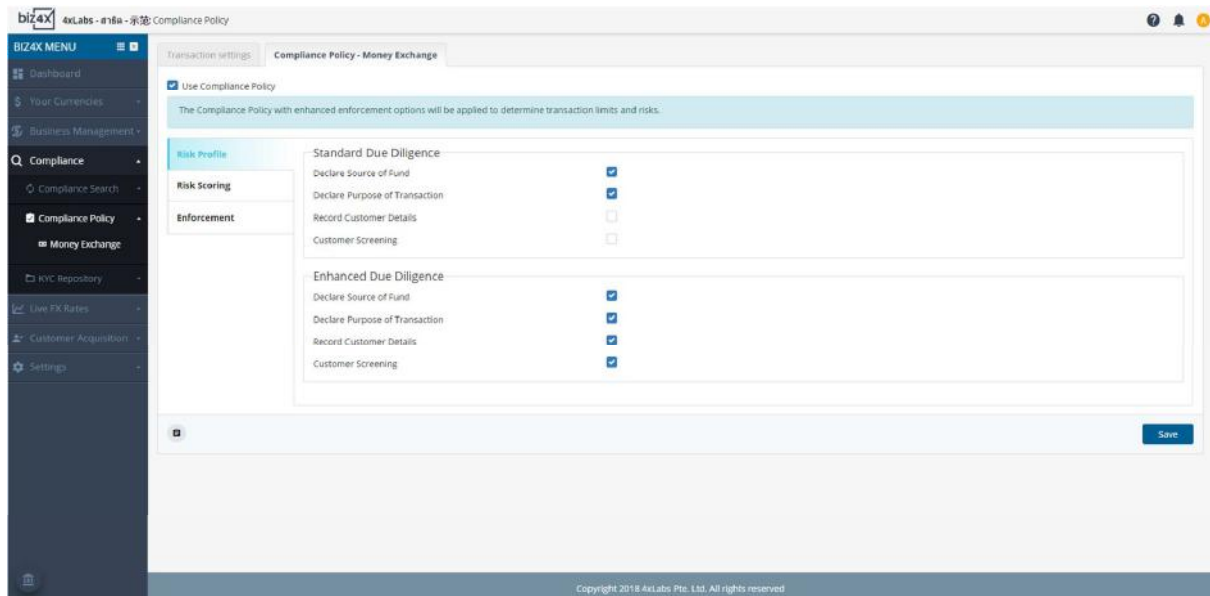 biz4x 4xLabs - สาธิต - 示范: Compliance Policy
BIZ4X MENU
Dashboard
Your Currencies
Business Management
Compliance
Compliance Search
Compliance Policy
Money Exchange
KYC Repository
Live FX Rates
Customer Acquisition
Settings
Transaction settings
Compliance Policy - Money Exchange
Use Compliance Policy
The Compliance Policy with enhanced enforcement options will be applied to determine transaction limits and risks.
Risk Profile
Risk Scoring
Enforcement
Standard Due Diligence
Declare Source of Fund
Declare Purpose of Transaction
Record Customer Details
Customer Screening
Enhanced Due Diligence
Declare Source of Fund
Declare Purpose of Transaction
Record Customer Details
Customer Screening
Save
Copyright 2018 4xLabs Pte. Ltd. All rights reserved